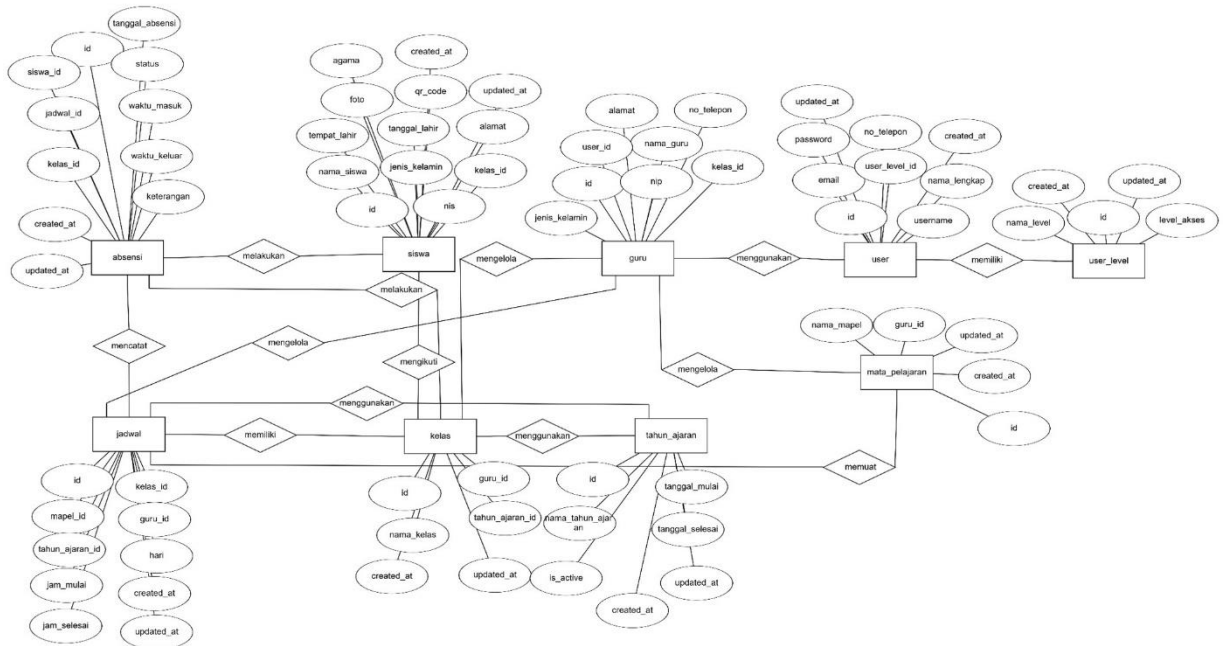 tanggal_absensi
id
siswa_id
status
jadwal_id
waktu_masuk
kelas_id
waktu_keluar
keterangan
created_at
updated_at
absensi
melakukan
agama
created_at
foto
qr_code
updated_at
tempat_lahir
tanggal_lahir
alamat
nama_siswa
jenis_kelamin
kelas_id
id
nis
siswa
mengelola
alamat
no_telepon
user_id
nama_guru
id
nip
kelas_id
jenis_kelamin
guru
menggunakan
updated_at
password
no_telepon
created_at
email
user_level_id
nama_lengkap
id
username
user
memiliki
created_at
updated_at
nama_level
id
level_akses
user_level
melakukan
mencatat
mengelola
mengikuti
mengelola
nama_mapel
guru_id
updated_at
mata_pelajaran
created_at
id
menggunakan
jadwal
memiliki
kelas
menggunakan
tahun_ajaran
memuat
id
kelas_id
mapel_id
guru_id
tahun_ajaran_id
hari
jam_mulai
created_at
jam_selesai
updated_at
id
guru_id
nama_kelas
tahun_ajaran_id
created_at
updated_at
id
tanggal_mulai
nama_tahun_ajar
an
tanggal_selesai
is_active
updated_at
created_at